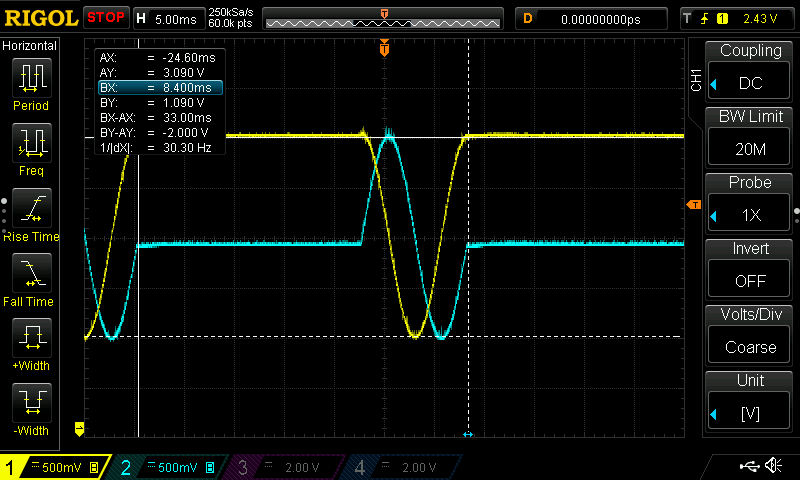 RIGOL STOP H 5.00ms 250kSa/s D 0.00000000ps T 1 2.43 V
60.0k pts
T
Horizontal
Period
Freq
Rise Time
Fall Time
+Width
-Width
AX: = -24.60ms
AY: = 3.090 V
BX: = 8.400ms
BY: = 1.090 V
BX-AX: = 33.00ms
BY-AY: = -2.000 V
1/|dX|: = 30.30 Hz
T
T
CH1
Coupling
DC
BW Limit
20M
Probe
1X
Invert
OFF
Volts/Div
Coarse
Unit
[V]
1 500mV B 2 500mV B 3 2.00 V 4 2.00 V